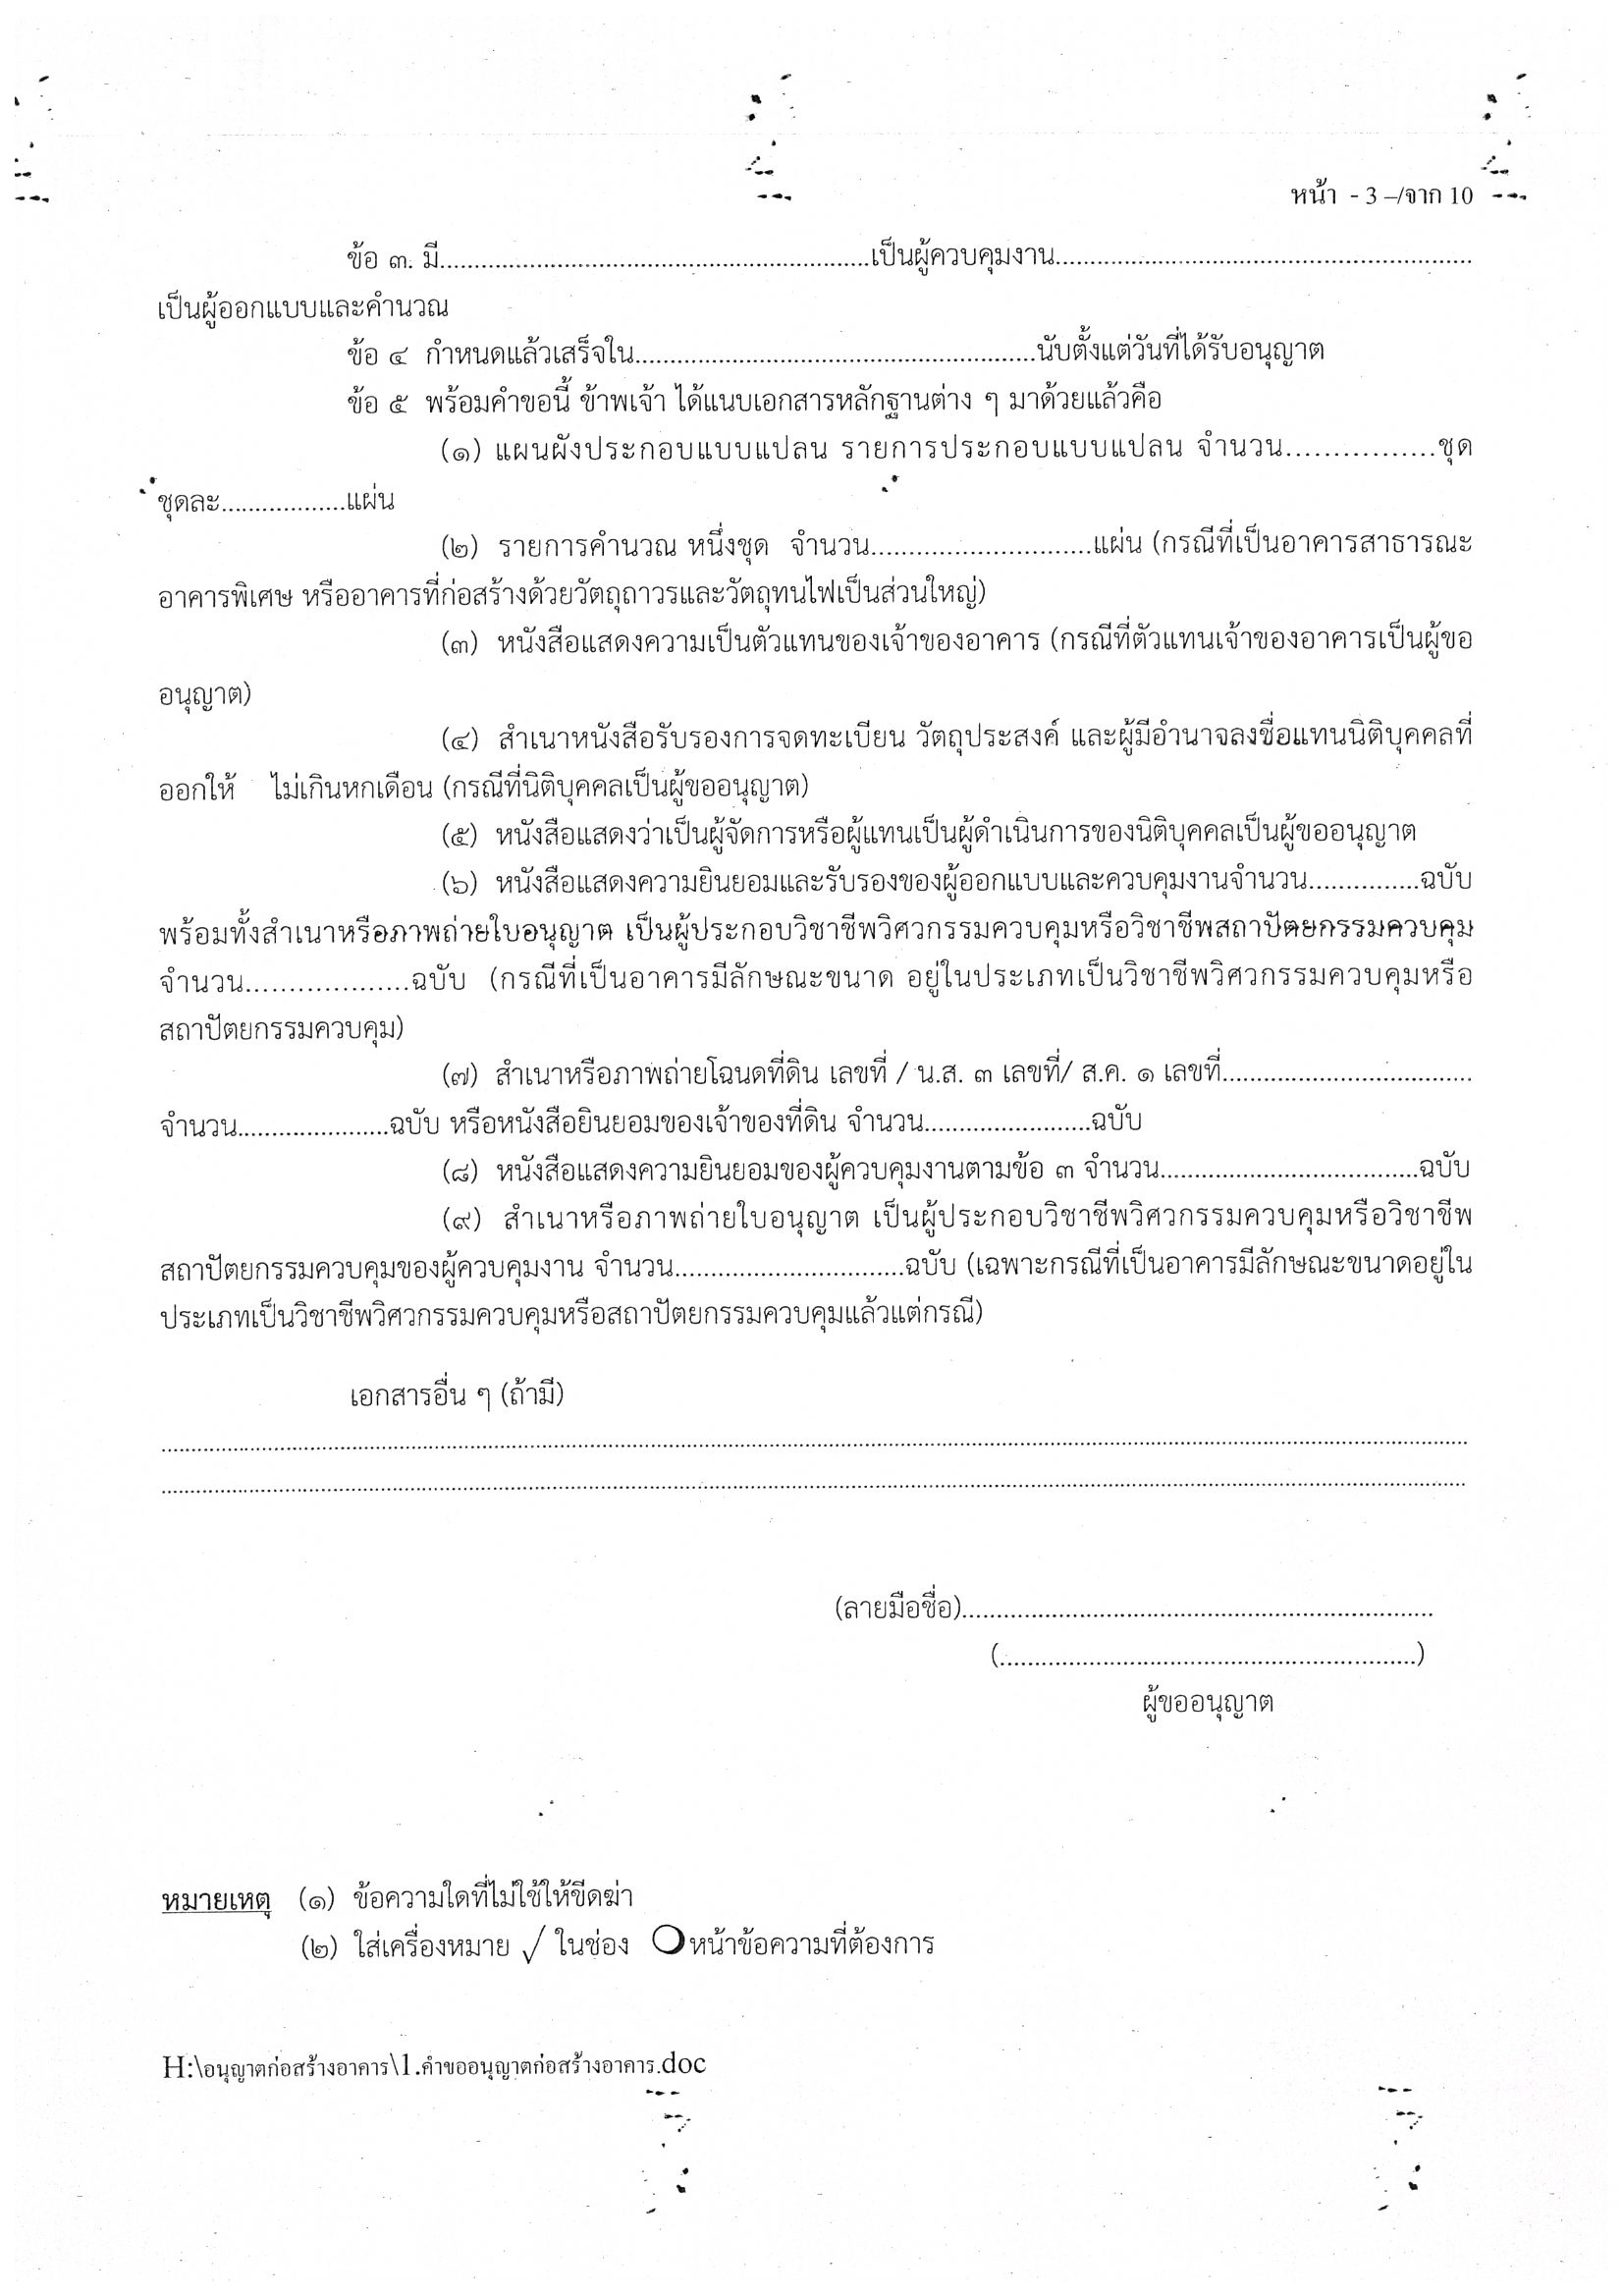 หน้า - 3 –/จาก 10
ข้อ ๓. มี..............................................................เป็นผู้ควบคุมงาน............................................................
เป็นผู้ออกแบบและคำนวณ
ข้อ ๔ กำหนดแล้วเสร็จใน..........................................................นับตั้งแต่วันที่ได้รับอนุญาต
ข้อ ๕ พร้อมคำขอนี้ ข้าพเจ้า ได้แนบเอกสารหลักฐานต่าง ๆ มาด้วยแล้วคือ
(๑) แผนผังประกอบแบบแปลน รายการประกอบแบบแปลน จำนวน.................ชุด
ชุดละ..................แผ่น
(๒) รายการคำนวณ หนึ่งชุด จำนวน................................แผ่น (กรณีที่เป็นอาคารสาธารณะ
อาคารพิเศษ หรืออาคารที่ก่อสร้างด้วยวัตถุถาวรและวัตถุทนไฟเป็นส่วนใหญ่)
(๓) หนังสือแสดงความเป็นตัวแทนของเจ้าของอาคาร (กรณีที่ตัวแทนเจ้าของอาคารเป็นผู้ขอ
อนุญาต)
(๔) สำเนาหนังสือรับรองการจดทะเบียน วัตถุประสงค์ และผู้มีอำนาจลงชื่อแทนนิติบุคคลที่
ออกให้ ไม่เกินหกเดือน (กรณีที่นิติบุคคลเป็นผู้ขออนุญาต)
(๕) หนังสือแสดงว่าเป็นผู้จัดการหรือผู้แทนเป็นผู้ดำเนินการของนิติบุคคลเป็นผู้ขออนุญาต
(๖) หนังสือแสดงความยินยอมและรับรองของผู้ออกแบบและควบคุมงานจำนวน................ฉบับ
พร้อมทั้งสำเนาหรือภาพถ่ายใบอนุญาต เป็นผู้ประกอบวิชาชีพวิศวกรรมควบคุมหรือวิชาชีพสถาปัตยกรรมควบคุม
จำนวน...................ฉบับ (กรณีที่เป็นอาคารมีลักษณะขนาด อยู่ในประเภทเป็นวิชาชีพวิศวกรรมควบคุมหรือ
สถาปัตยกรรมควบคุม)
(๗) สำเนาหรือภาพถ่ายโฉนดที่ดิน เลขที่ / น.ส. ๓ เลขที่/ ส.ค. ๑ เลขที่....................................
จำนวน......................ฉบับ หรือหนังสือยินยอมของเจ้าของที่ดิน จำนวน........................ฉบับ
(๘) หนังสือแสดงความยินยอมของผู้ควบคุมงานตามข้อ ๓ จำนวน.....................................ฉบับ
(๙) สำเนาหรือภาพถ่ายใบอนุญาต เป็นผู้ประกอบวิชาชีพวิศวกรรมควบคุมหรือวิชาชีพ
สถาปัตยกรรมควบคุมของผู้ควบคุมงาน จำนวน.................................ฉบับ (เฉพาะกรณีที่เป็นอาคารมีลักษณะขนาดอยู่ใน
ประเภทเป็นวิชาชีพวิศวกรรมควบคุมหรือสถาปัตยกรรมควบคุมแล้วแต่กรณี)
เอกสารอื่น ๆ (ถ้ามี)
................................................................................................................................................
................................................................................................................................................
(ลายมือชื่อ)....................................................................
(............................................................)
ผู้ขออนุญาต
หมายเหตุ (๑) ข้อความใดที่ไม่ใช้ให้ขีดฆ่า
(๒) ใส่เครื่องหมาย √ ในช่อง ○หน้าข้อความที่ต้องการ
H:\อนุญาตก่อสร้างอาคาร\1.คำขออนุญาตก่อสร้างอาคาร.doc